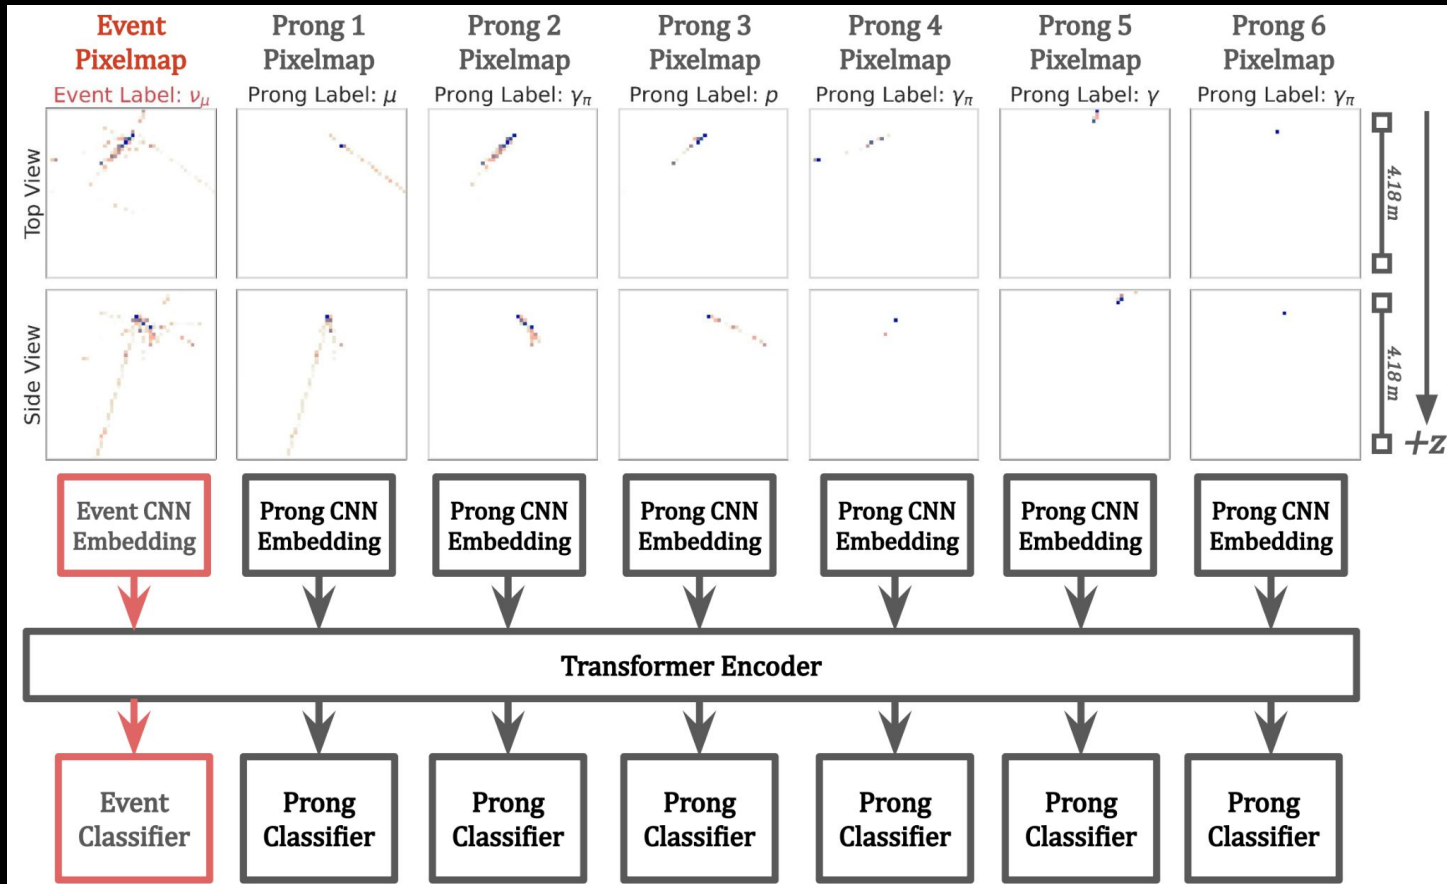 Event
Pixelmap
Prong 1
Pixelmap
Prong 2
Pixelmap
Prong 3
Pixelmap
Prong 4
Pixelmap
Prong 5
Pixelmap
Prong 6
Pixelmap
Event Label: νμ
Prong Label: μ
Prong Label: γπ
Prong Label: p
Prong Label: γπ
Prong Label: γ
Prong Label: γπ
Top View
4.18 m
Side View
4.18 m
+z
Event CNN
Embedding
Prong CNN
Embedding
Prong CNN
Embedding
Prong CNN
Embedding
Prong CNN
Embedding
Prong CNN
Embedding
Prong CNN
Embedding
Transformer Encoder
Event
Classifier
Prong
Classifier
Prong
Classifier
Prong
Classifier
Prong
Classifier
Prong
Classifier
Prong
Classifier